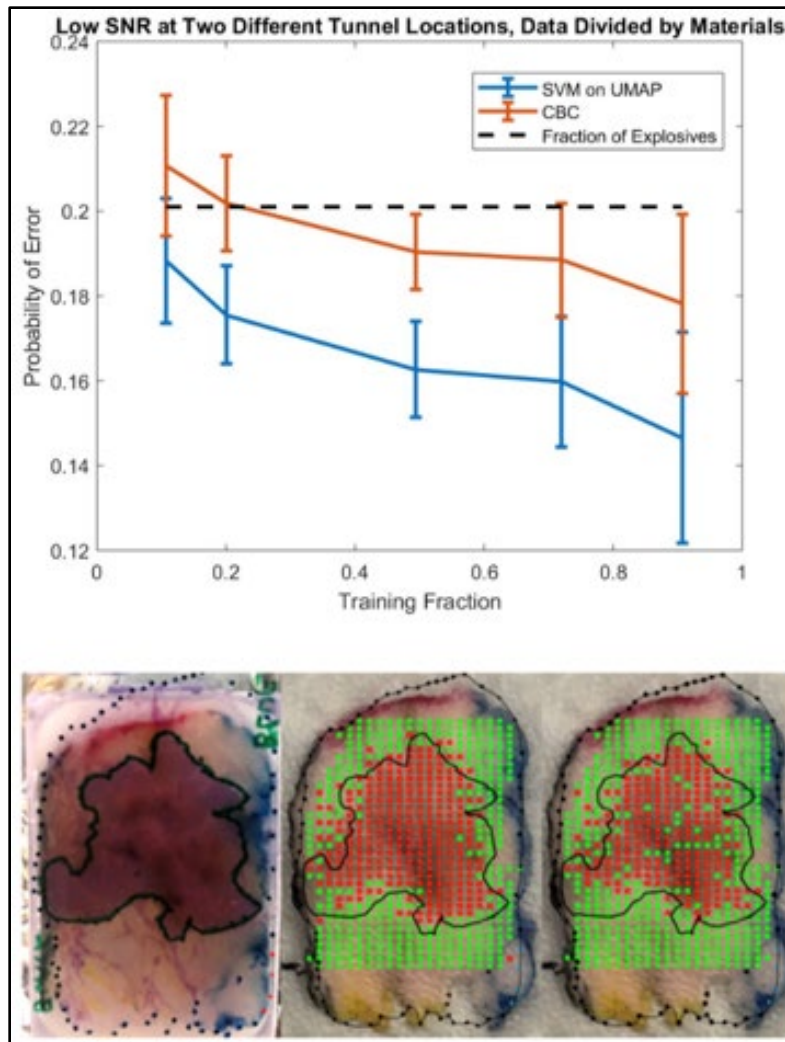 Low SNR at Two Different Tunnel Locations, Data Divided by Materials
0.24
0.22
0.2
0.18
0.16
0.14
0.12
Probability of Error
SVM on UMAP
CBC
Fraction of Explosives
0 0.2 0.4 0.6 0.8 1
Training Fraction